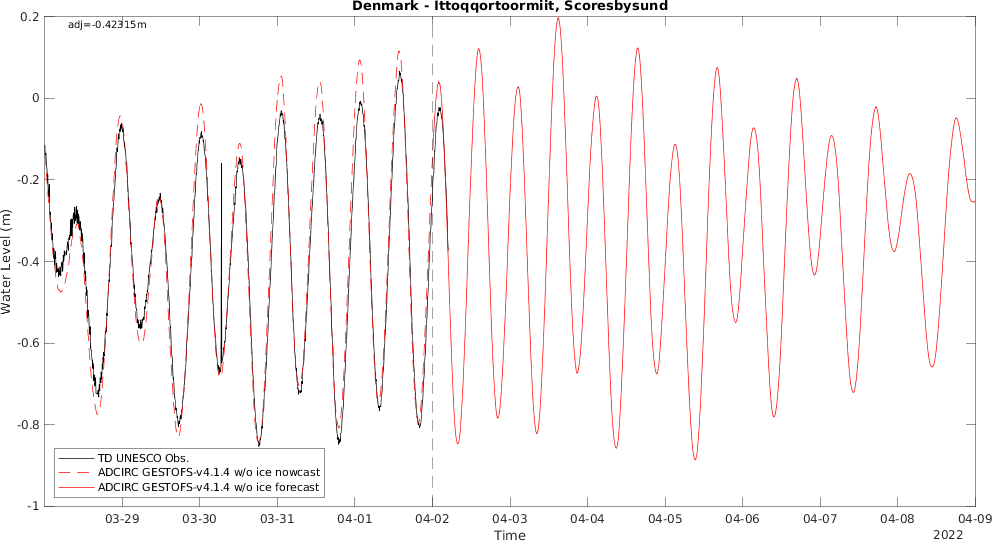 Denmark - Ittoqqortoormiit, Scoresbysund
adj=-0.42315m
0.2
0
-0.2
-0.4
-0.6
-0.8
-1
Water Level (m)
TD UNESCO Obs.
ADCIRC GESTOFS-v4.1.4 w/o ice nowcast
ADCIRC GESTOFS-v4.1.4 w/o ice forecast
03-29 03-30 03-31 04-01 04-02 04-03 04-04 04-05 04-06 04-07 04-08 04-09
Time
2022